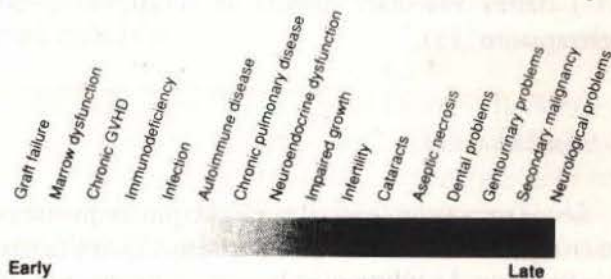 Graft failure
Marrow dysfunction
Chronic GVHD
Immunodeficiency
Infection
Autoimmune disease
Chronic pulmonary disease
Neuroendocrine dysfunction
Impaired growth
Infertility
Cataracts
Aseptic necrosis
Dental problems
Gentourinary problems
Secondary malignancy
Neurological problems
Early
Late